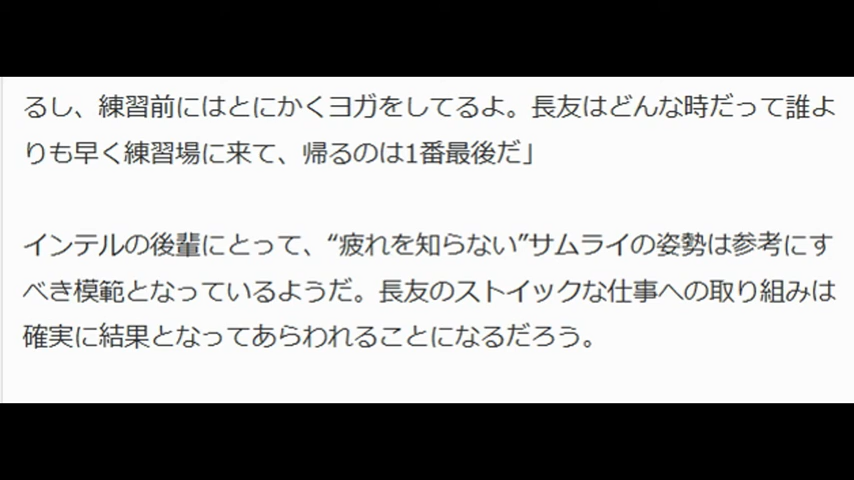 るし、練習前にはとにかくヨガをしてるよ。長友はどんな時だって誰よ
りも早く練習場に来て、帰るのは1番最後だ」
インテルの後輩にとって、“疲れを知らない”サムライの姿勢は参考にす
べき模範となっているようだ。長友のストイックな仕事への取り組みは
確実に結果となってあらわれることになるだろう。